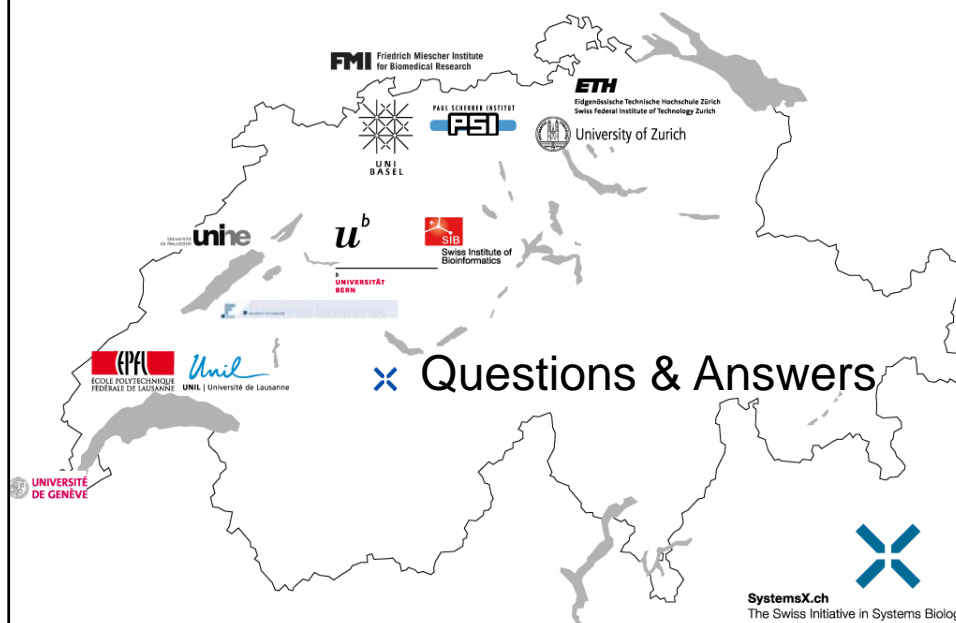 FMI Friedrich Miescher Institute
for Biomedical Research
ETH
Eidgenössische Technische Hochschule Zürich
Swiss Federal Institute of Technology Zurich
PAUL SCHERRER INSTITUT
PSI
University of Zurich
UNI
BASEL
Université
de Neuchâtel
unine
u
b
SIB
Swiss Institute of
Bioinformatics
b
UNIVERSITÄT
BERN
EPFL
ÉCOLE POLYTECHNIQUE
FÉDÉRALE DE LAUSANNE
Unil
UNIL | Université de Lausanne
Questions & Answers
UNIVERSITÉ
DE GENÈVE
SystemsX.ch
The Swiss Initiative in Systems Biolog